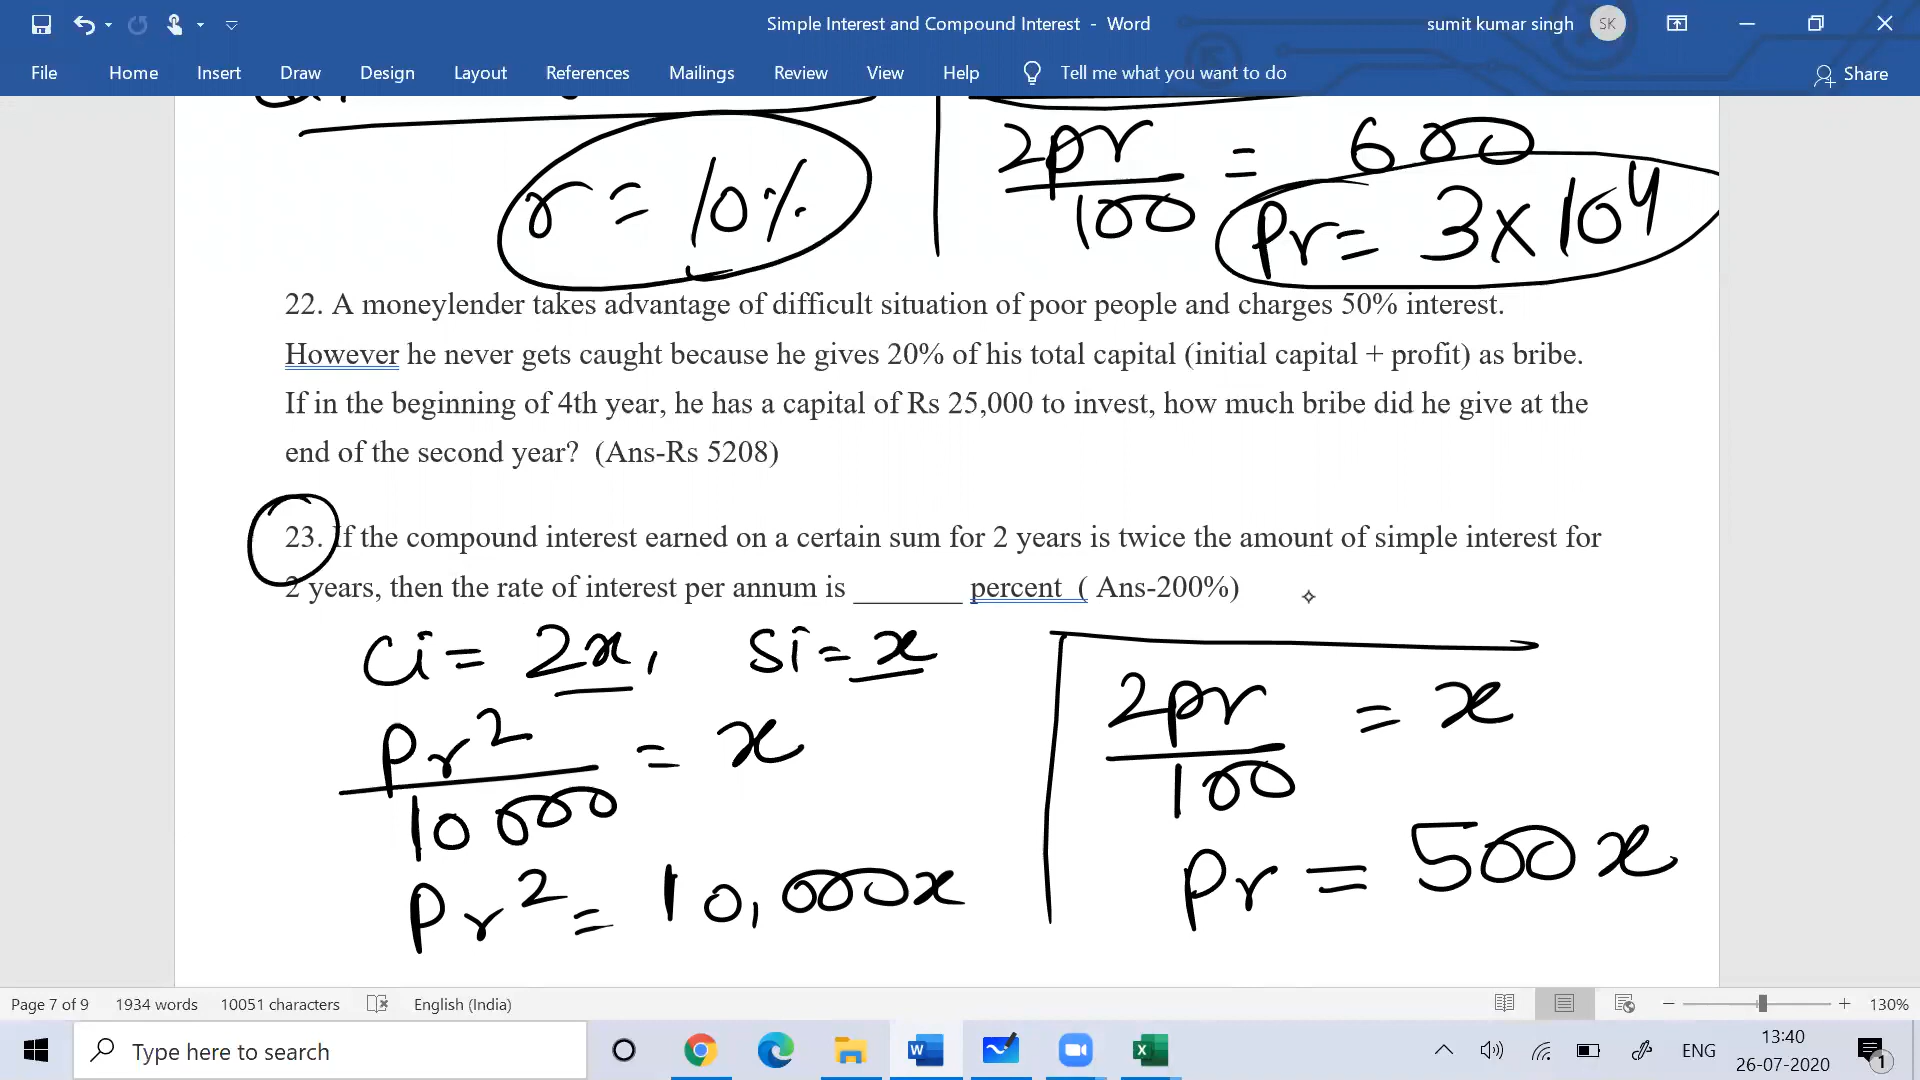 Simple Interest and Compound Interest - Word
sumit kumar singh
SK
File Home Insert Draw Design Layout References Mailings Review View Help Tell me what you want to do Share
r = 10%
2pr/100 = 600
Pr = 3×10⁴
22. A moneylender takes advantage of difficult situation of poor people and charges 50% interest.
However he never gets caught because he gives 20% of his total capital (initial capital + profit) as bribe.
If in the beginning of 4th year, he has a capital of Rs 25,000 to invest, how much bribe did he give at the
end of the second year? (Ans-Rs 5208)
23. If the compound interest earned on a certain sum for 2 years is twice the amount of simple interest for
2 years, then the rate of interest per annum is _______ percent ( Ans-200%)
Ci = 2x, Si = x
Pr²/10000 = x
Pr² = 10,000x
2pr/100 = x
Pr = 500x
Page 7 of 9 1934 words 10051 characters English (India) 130%
Type here to search
ENG
13:40
26-07-2020
1